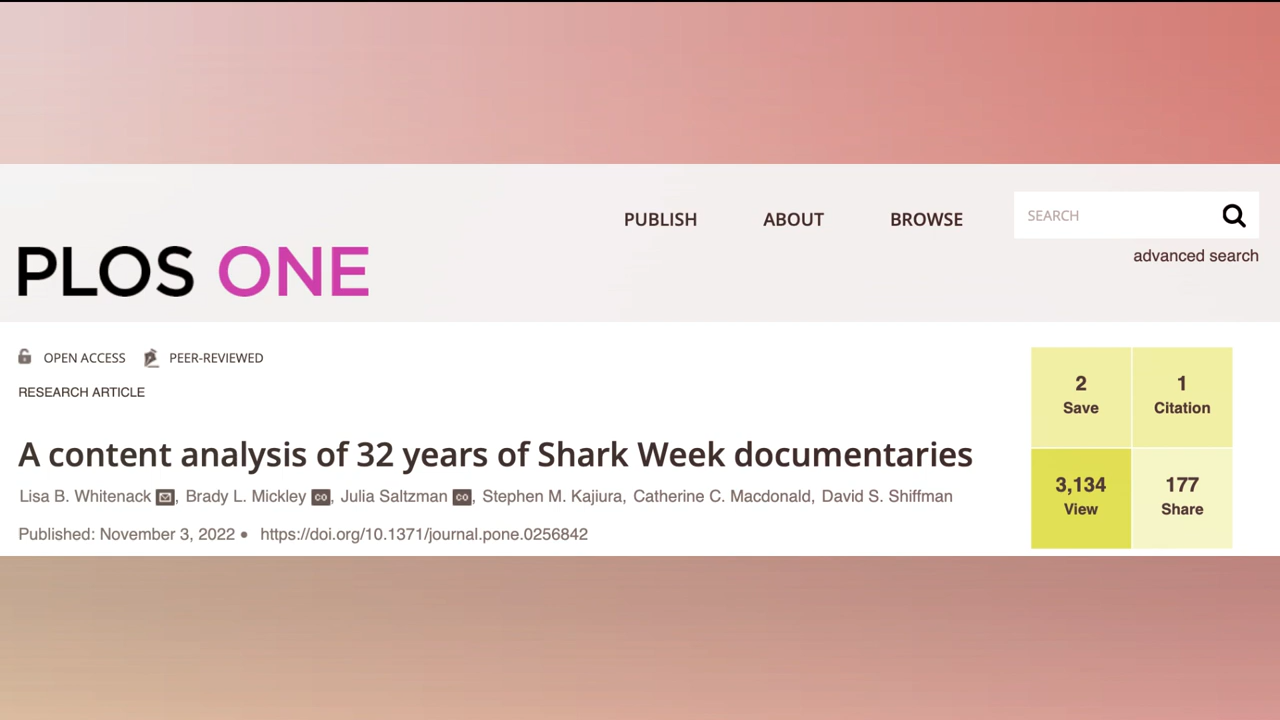 PUBLISH ABOUT BROWSE
SEARCH
advanced search
PLOS ONE
OPEN ACCESS PEER-REVIEWED
RESEARCH ARTICLE
2 Save
1 Citation
3,134 View
177 Share
A content analysis of 32 years of Shark Week documentaries
Lisa B. Whitenack, Brady L. Mickley co, Julia Saltzman co, Stephen M. Kajiura, Catherine C. Macdonald, David S. Shiffman
Published: November 3, 2022 • https://doi.org/10.1371/journal.pone.0256842